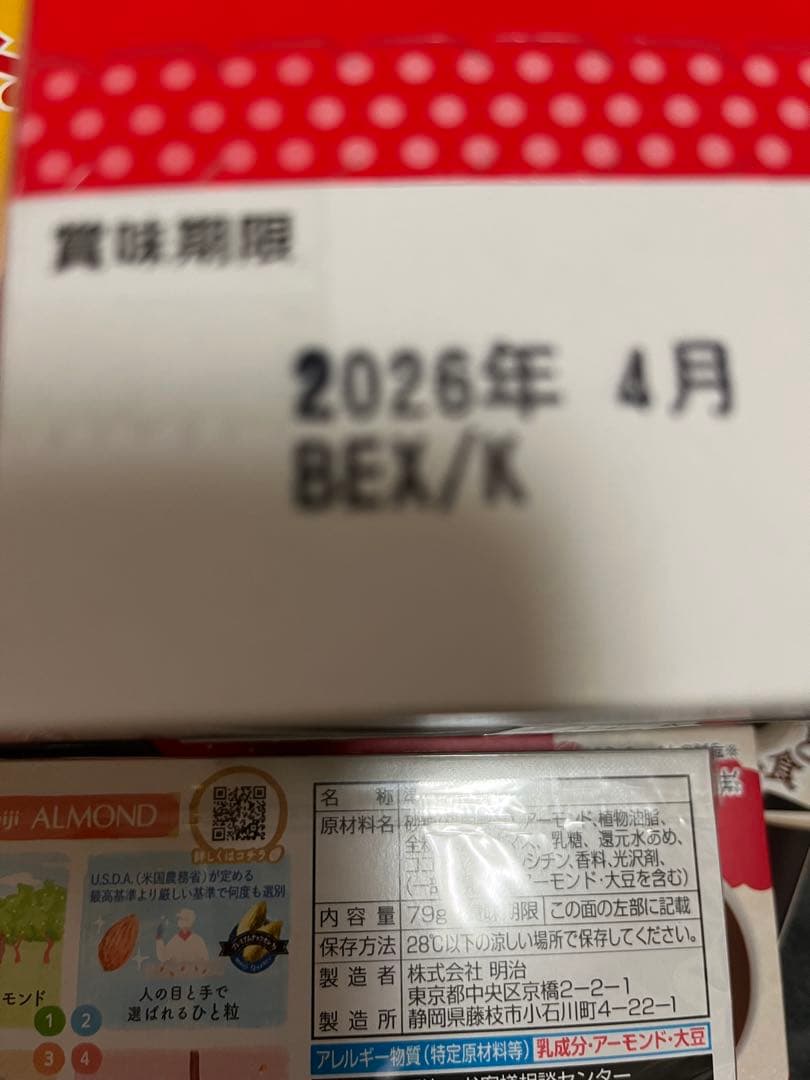 賞味期限
2026年 4月
BEX/K
ALMOND
詳しくはコチラ
U.S.D.A.(米国農務省)が定める
最高基準より厳しい基準で何度も選別
人の目と手で
選ばれるひと粒
モンド
1 2
3 4
名 称
原材料名 アーモンド、植物油脂、
乳糖、還元水あめ、
香料、光沢剤、
アーモンド・大豆を含む)
内容量 79g 期限 この面の左部に記載
保存方法 28℃以下の涼しい場所で保存してください。
製造者 株式会社 明治
東京都中央区京橋2-2-1
製造所 静岡県藤枝市小石川町4-22-1
アレルギー物質(特定原材料等) 乳成分・アーモンド・大豆
お客様相談センター